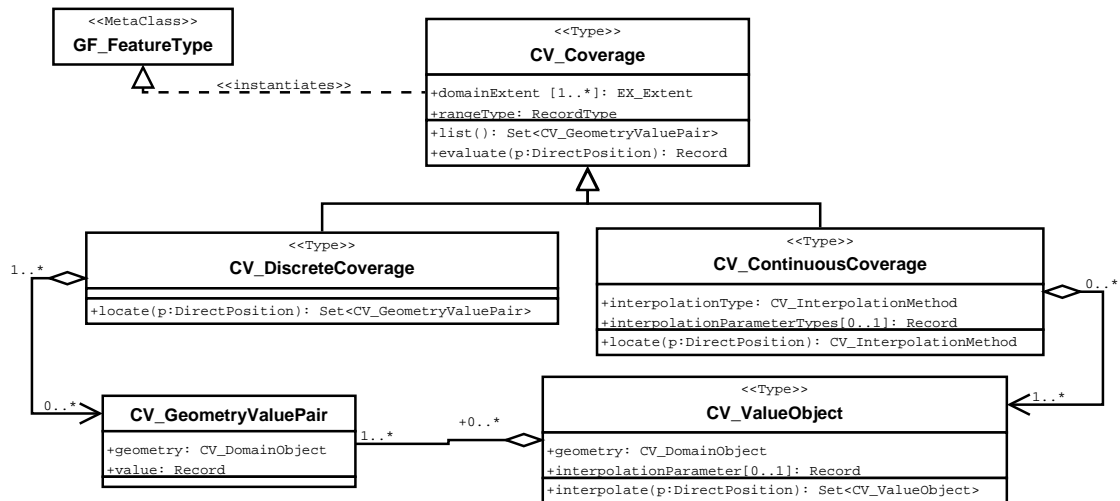 <<MetaClass>>
GF_FeatureType
<<instantiates>>
<<Type>>
CV_Coverage
+domainExtent [1..*]: EX_Extent
+rangeType: RecordType
+list(): Set<CV_GeometryValuePair>
+evaluate(p:DirectPosition): Record
<<Type>>
CV_DiscreteCoverage
+locate(p:DirectPosition): Set<CV_GeometryValuePair>
1..*
0..*
<<Type>>
CV_ContinuousCoverage
+interpolationType: CV_InterpolationMethod
+interpolationParameterTypes[0..1]: Record
+locate(p:DirectPosition): CV_InterpolationMethod
0..*
1..*
CV_GeometryValuePair
+geometry: CV_DomainObject
+value: Record
1..*
+0..*
<<Type>>
CV_ValueObject
+geometry: CV_DomainObject
+interpolationParameter[0..1]: Record
+interpolate(p:DirectPosition): Set<CV_ValueObject>